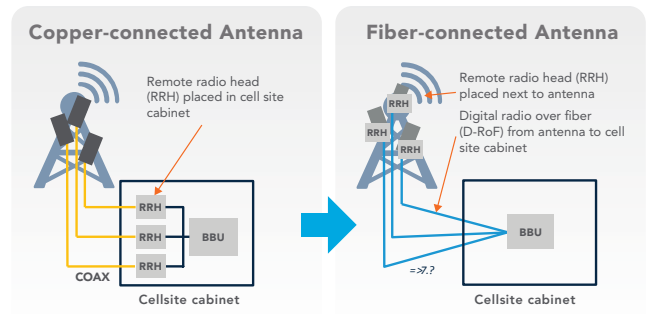 Copper-connected Antenna
Remote radio head
(RRH) placed in cell site
cabinet
RRH
RRH
RRH
BBU
COAX
Cellsite cabinet
Fiber-connected Antenna
Remote radio head (RRH)
placed next to antenna
Digital radio over fiber
(D-RoF) from antenna to cell
site cabinet
RRH
RRH
RRH
BBU
Cellsite cabinet